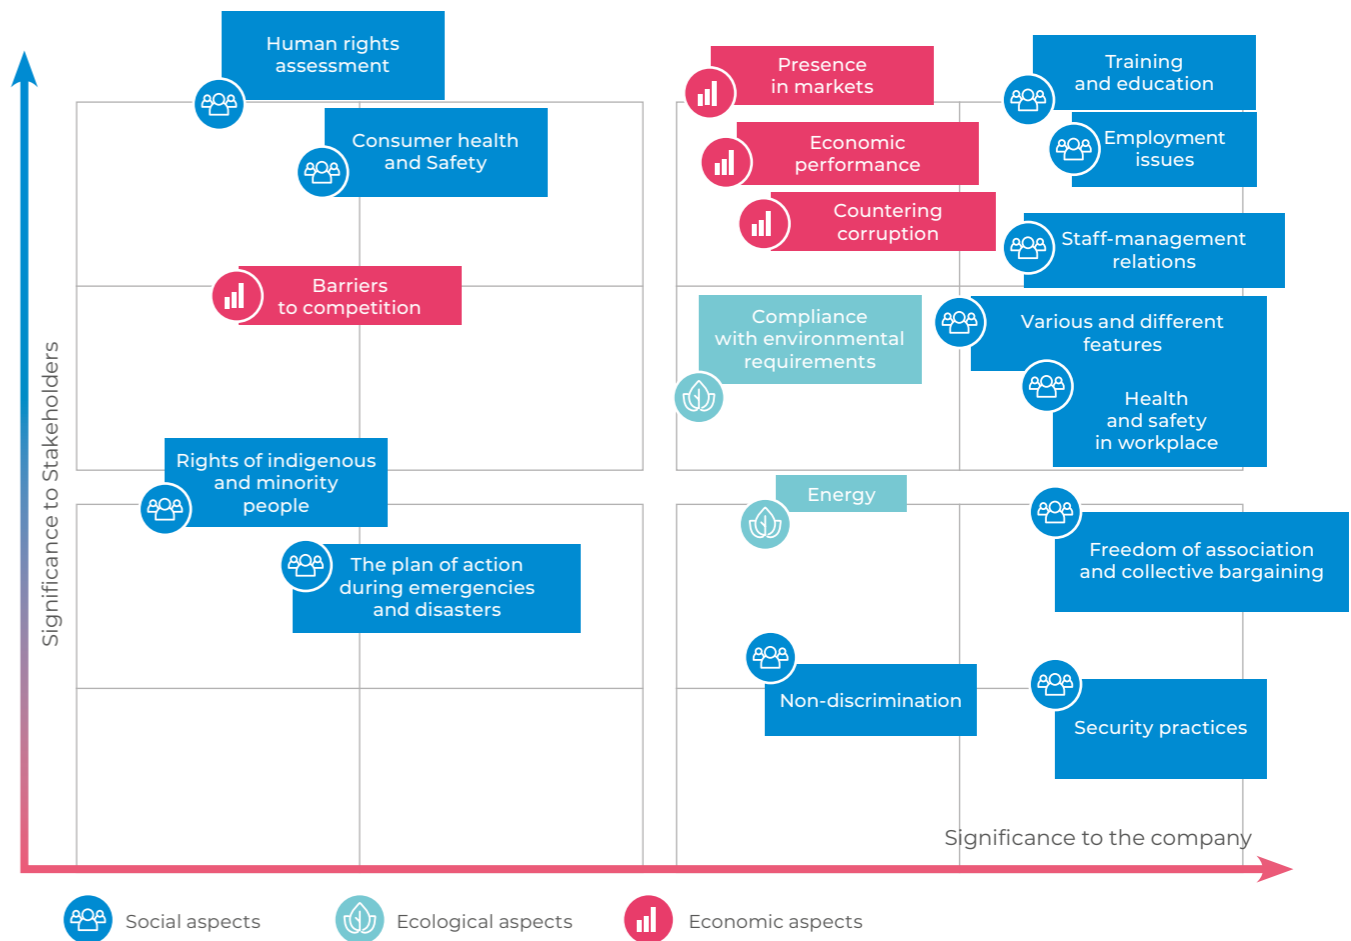 Human rights
assessment
Consumer health
and Safety
Barriers
to competition
Rights of indigenous
and minority
people
The plan of action
during emergencies
and disasters
Presence
in markets
Economic
performance
Countering
corruption
Compliance
with environmental
requirements
Energy
Non-discrimination
Training
and education
Employment
issues
Staff-management
relations
Various and different
features
Health
and safety
in workplace
Freedom of association
and collective bargaining
Security practices
Significance to Stakeholders
Significance to the company
Social aspects
Ecological aspects
Economic aspects